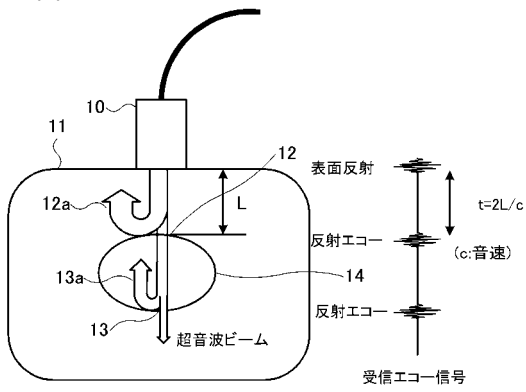 10
11
12
表面反射
L
12a
t=2L/c
反射エコー
(c:音速)
13a
14
13
反射エコー
超音波ビーム
受信エコー信号